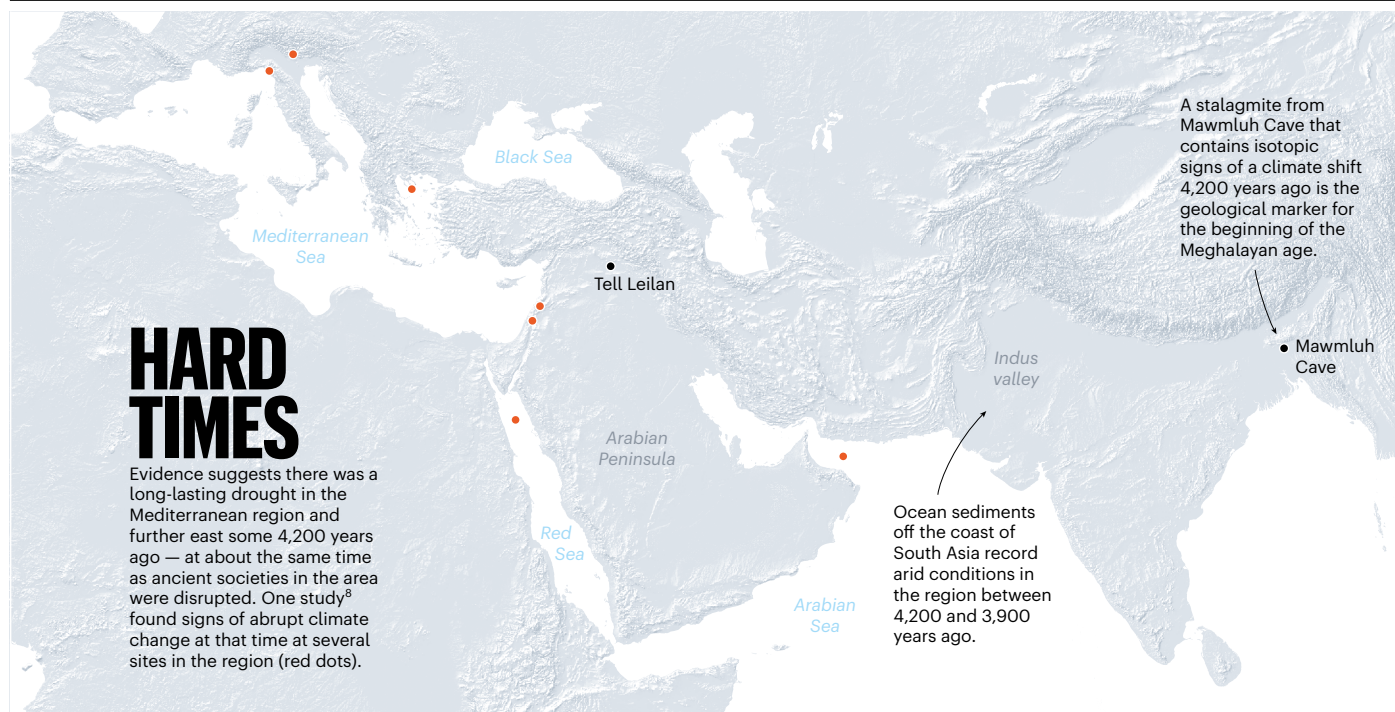 HARD
TIMES
Evidence suggests there was a
long-lasting drought in the
Mediterranean region and
further east some 4,200 years
ago — at about the same time
as ancient societies in the area
were disrupted. One study⁸
found signs of abrupt climate
change at that time at several
sites in the region (red dots).
Black Sea
Mediterranean
Sea
Tell Leilan
Arabian
Peninsula
Red
Sea
Arabian
Sea
Indus
valley
Ocean sediments
off the coast of
South Asia record
arid conditions in
the region between
4,200 and 3,900
years ago.
A stalagmite from
Mawmluh Cave that
contains isotopic
signs of a climate shift
4,200 years ago is the
geological marker for
the beginning of the
Meghalayan age.
Mawmluh
Cave